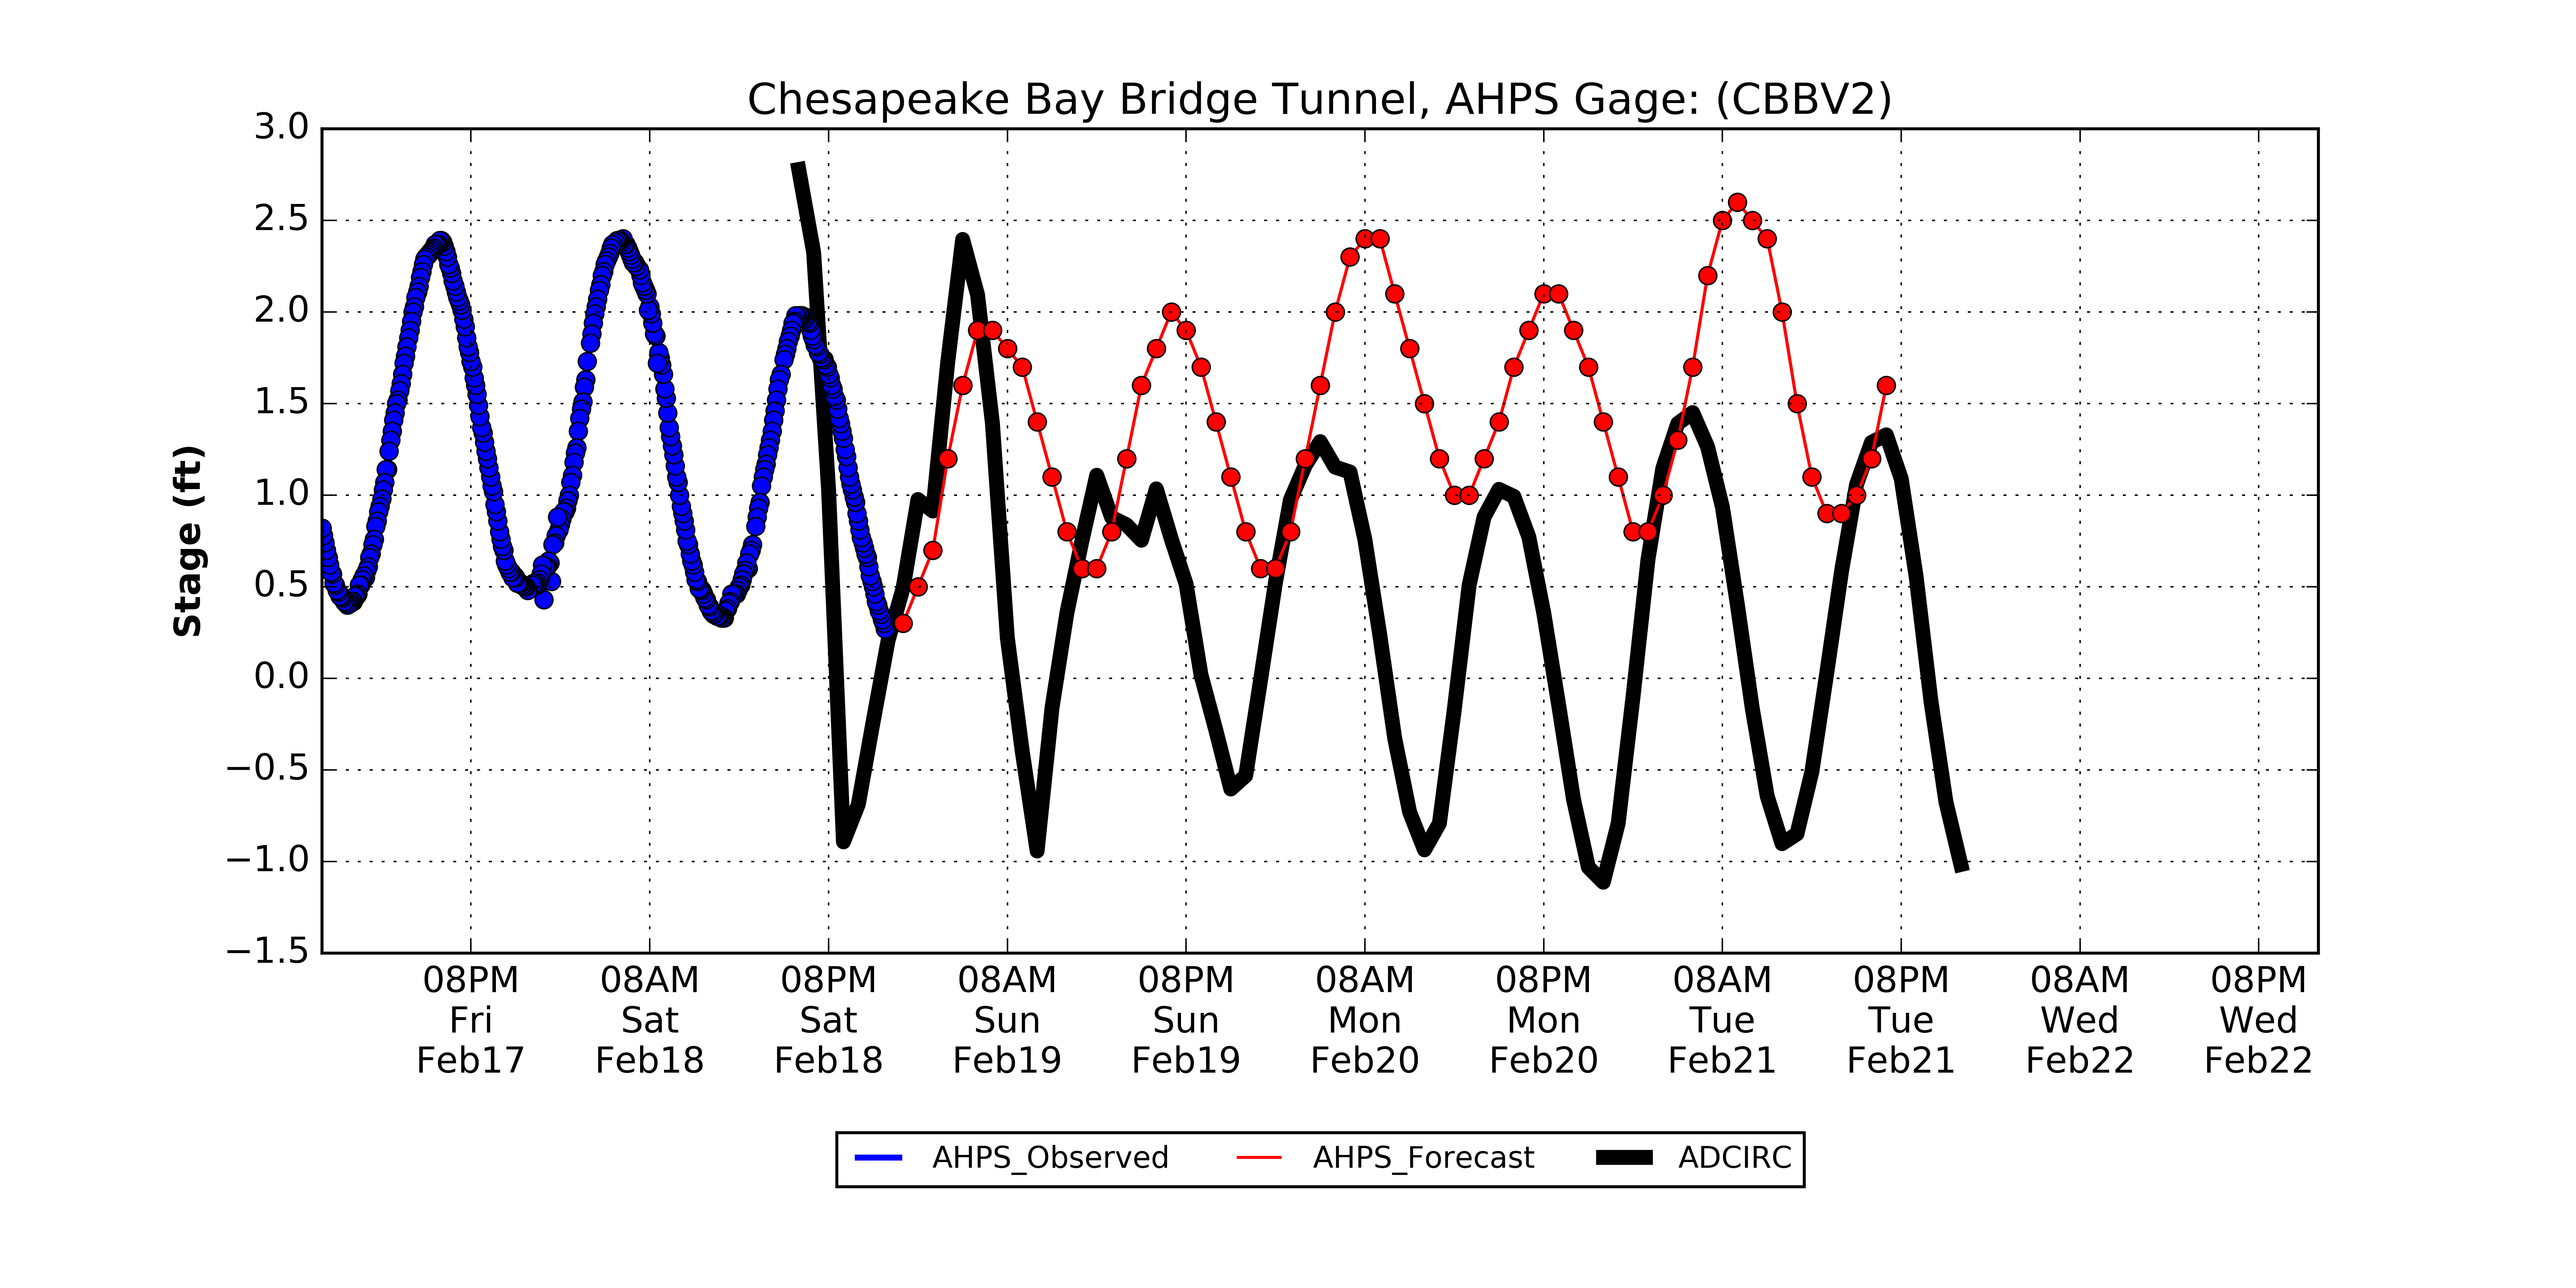 Chesapeake Bay Bridge Tunnel, AHPS Gage: (CBBV2)
3.0
2.5
2.0
1.5
1.0
0.5
0.0
−0.5
−1.0
−1.5
Stage (ft)
08PM 08AM 08PM 08AM 08PM 08AM 08PM 08AM 08PM 08AM 08PM
Fri Sat Sat Sun Sun Mon Mon Tue Tue Wed Wed
Feb17 Feb18 Feb18 Feb19 Feb19 Feb20 Feb20 Feb21 Feb21 Feb22 Feb22
AHPS_Observed AHPS_Forecast ADCIRC